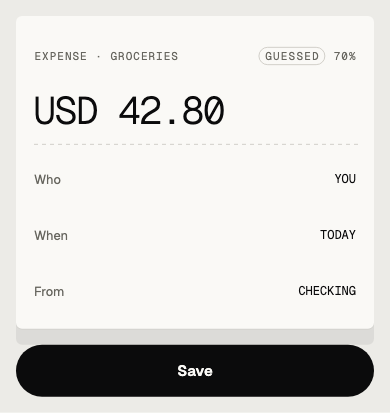 EXPENSE · GROCERIES GUESSED 70%
USD 42.80
Who YOU
When TODAY
From CHECKING
Save